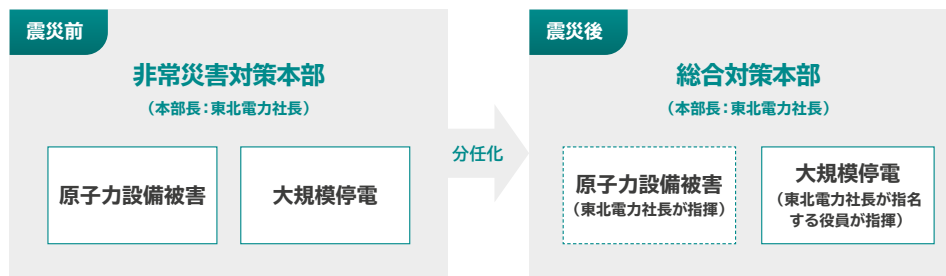 震災前
非常災害対策本部
（本部長：東北電力社長）
原子力設備被害
大規模停電
分任化
震災後
総合対策本部
（本部長：東北電力社長）
原子力設備被害
（東北電力社長が指揮）
大規模停電
（東北電力社長が指名
する役員が指揮）